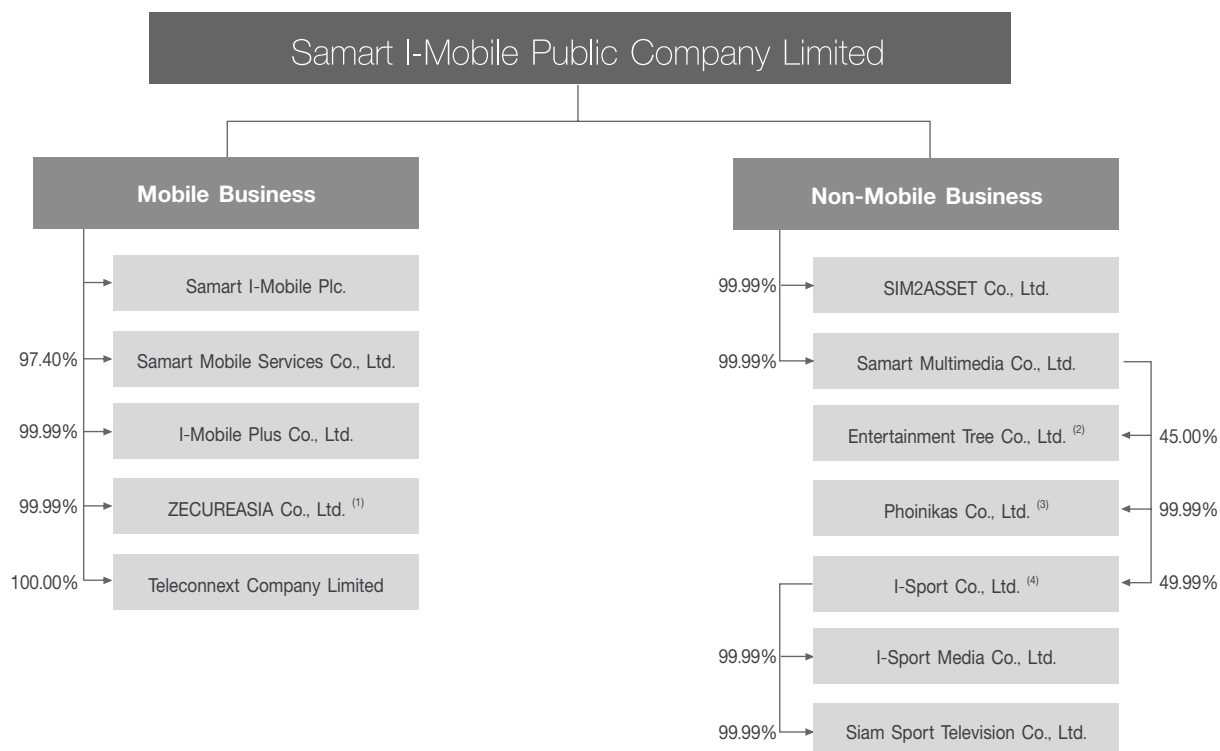 Samart I-Mobile Public Company Limited
Mobile Business
Samart I-Mobile Plc.
97.40%
Samart Mobile Services Co., Ltd.
99.99%
I-Mobile Plus Co., Ltd.
99.99%
ZECUREASIA Co., Ltd. (1)
100.00%
Teleconnext Company Limited
Non-Mobile Business
99.99%
SIM2ASSET Co., Ltd.
99.99%
Samart Multimedia Co., Ltd.
Entertainment Tree Co., Ltd. (2)
45.00%
Phoinikas Co., Ltd. (3)
99.99%
I-Sport Co., Ltd. (4)
49.99%
99.99%
I-Sport Media Co., Ltd.
99.99%
Siam Sport Television Co., Ltd.